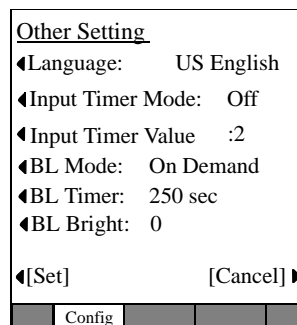 Other Setting
Language: US English
Input Timer Mode: Off
Input Timer Value :2
BL Mode: On Demand
BL Timer: 250 sec
BL Bright: 0
[Set] [Cancel]
Config